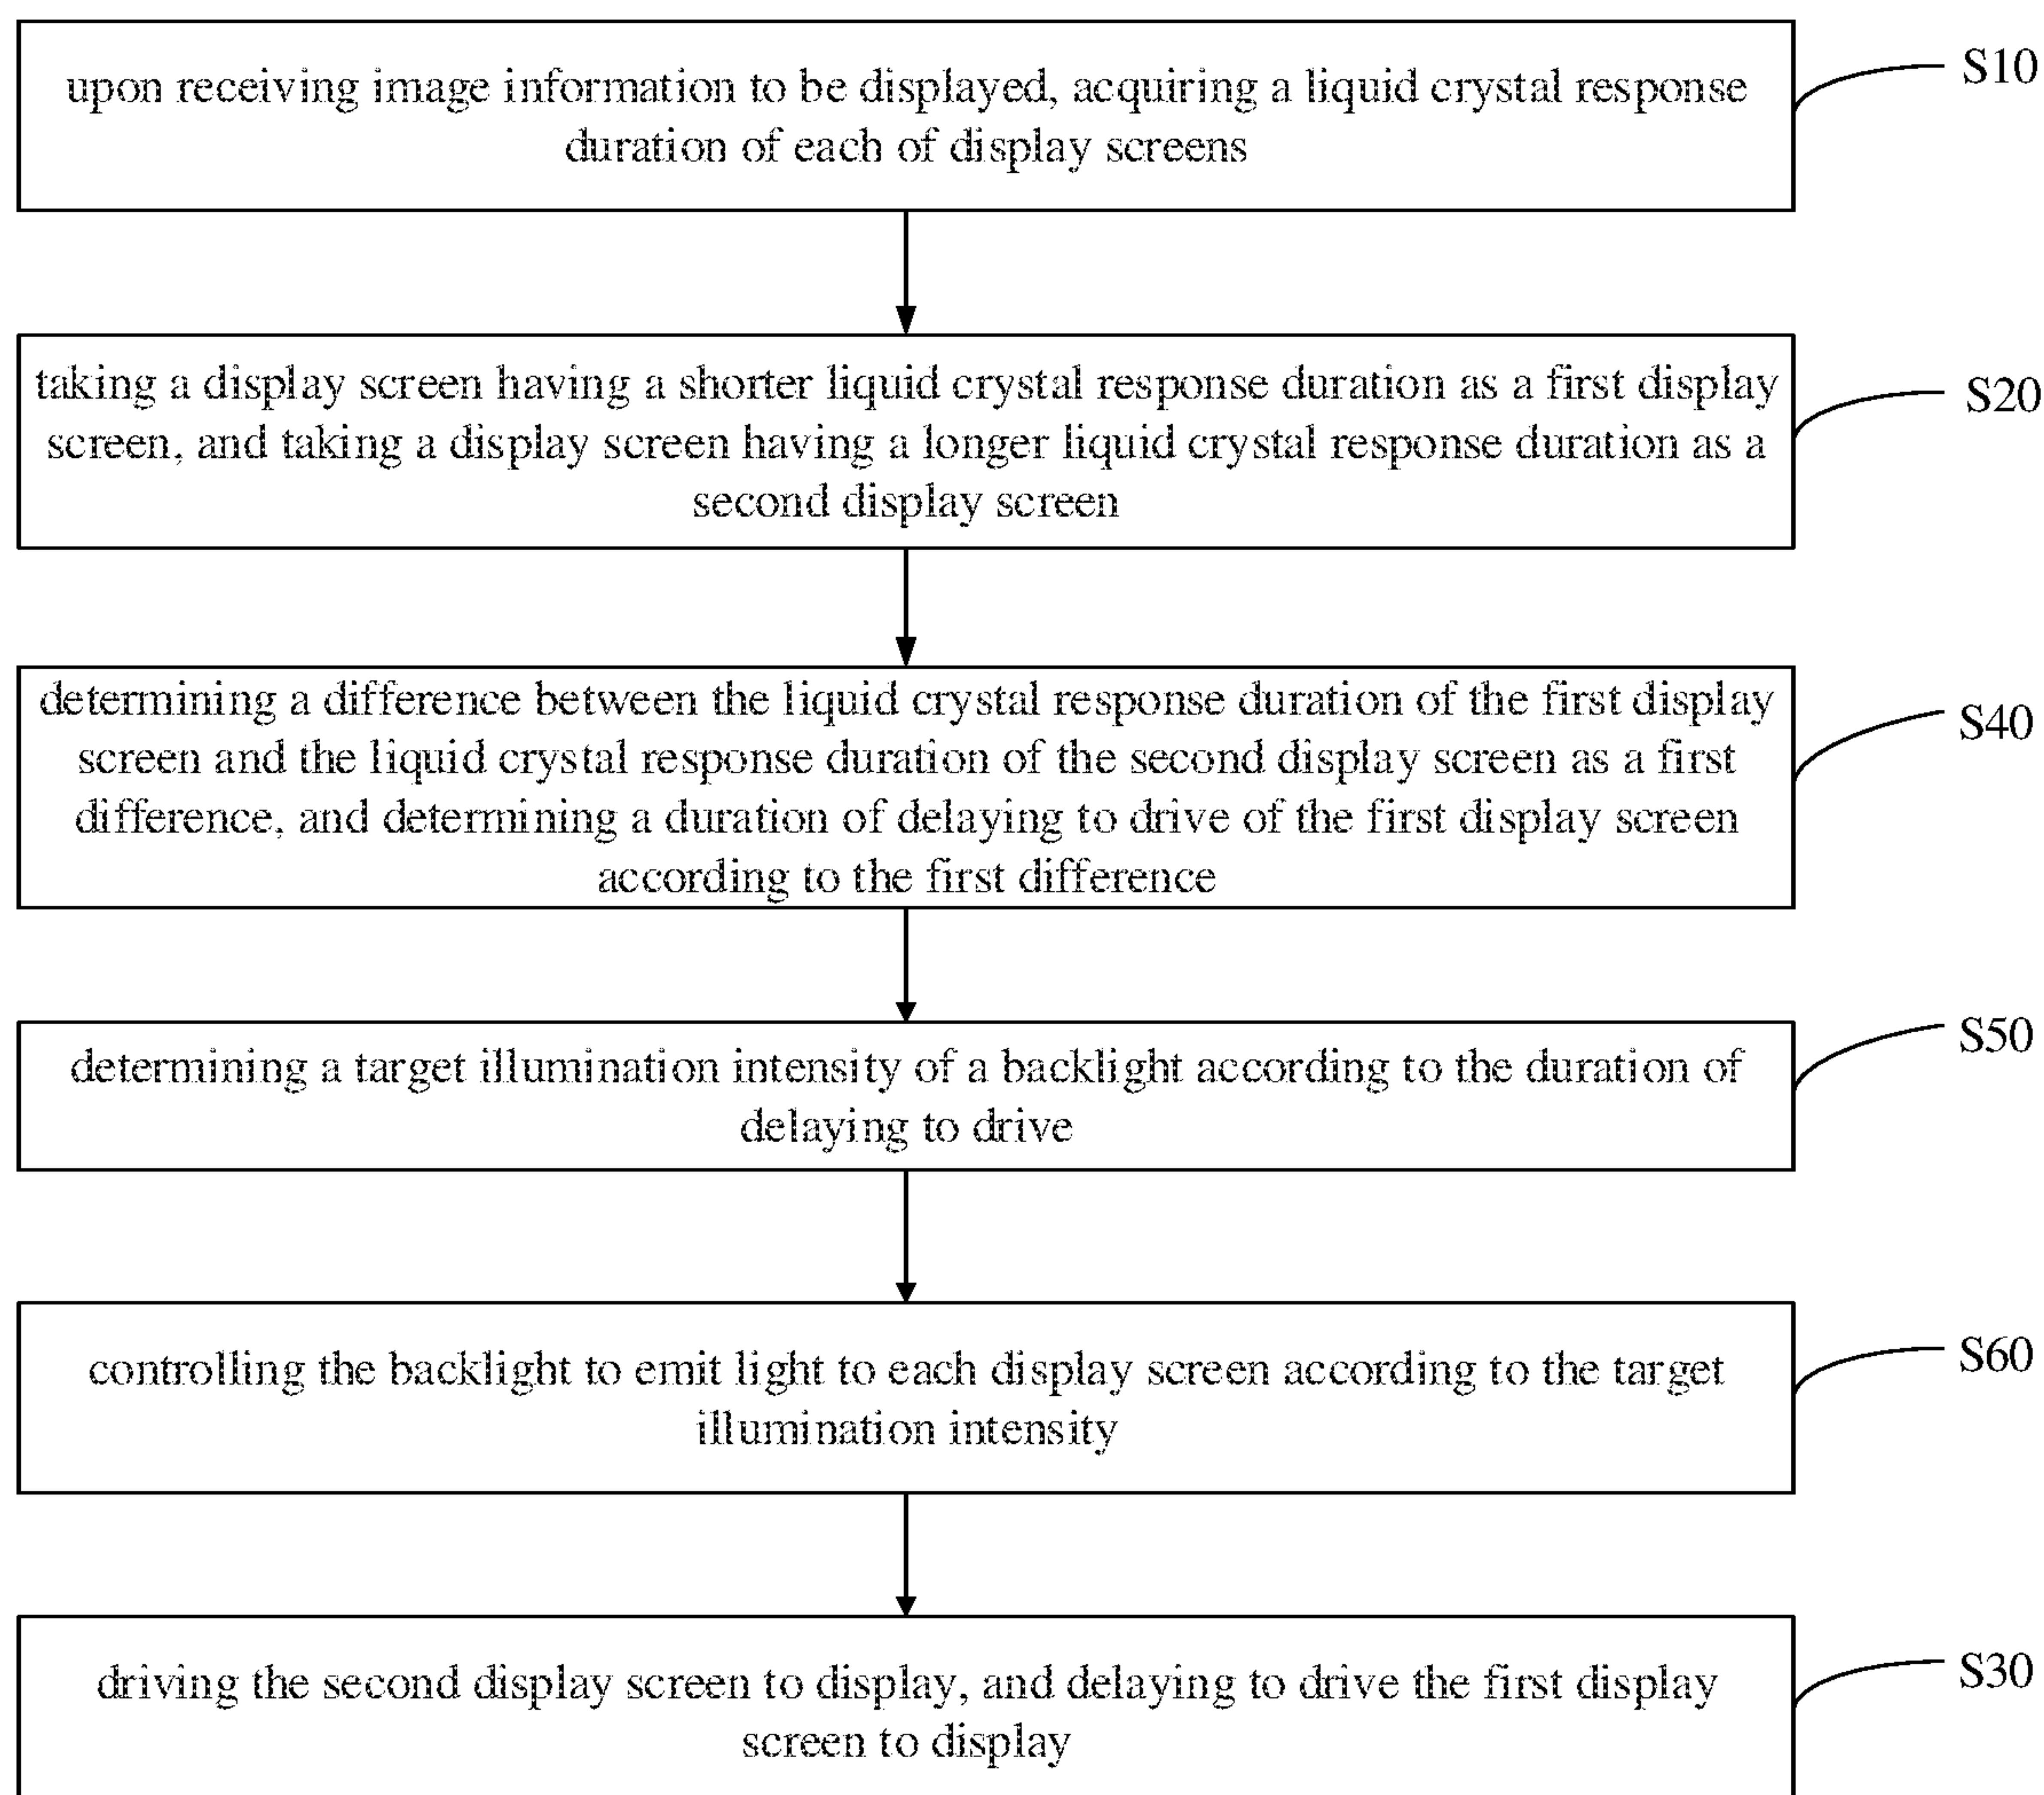 upon receiving image information to be displayed, acquiring a liquid crystal response
duration of each of display screens
S10
taking a display screen having a shorter liquid crystal response duration as a first display
screen, and taking a display screen having a longer liquid crystal response duration as a
second display screen
S20
determining a difference between the liquid crystal response duration of the first display
screen and the liquid crystal response duration of the second display screen as a first
difference, and determining a duration of delaying to drive of the first display screen
according to the first difference
S40
determining a target illumination intensity of a backlight according to the duration of
delaying to drive
S50
controlling the backlight to emit light to each display screen according to the target
illumination intensity
S60
driving the second display screen to display, and delaying to drive the first display
screen to display
S30